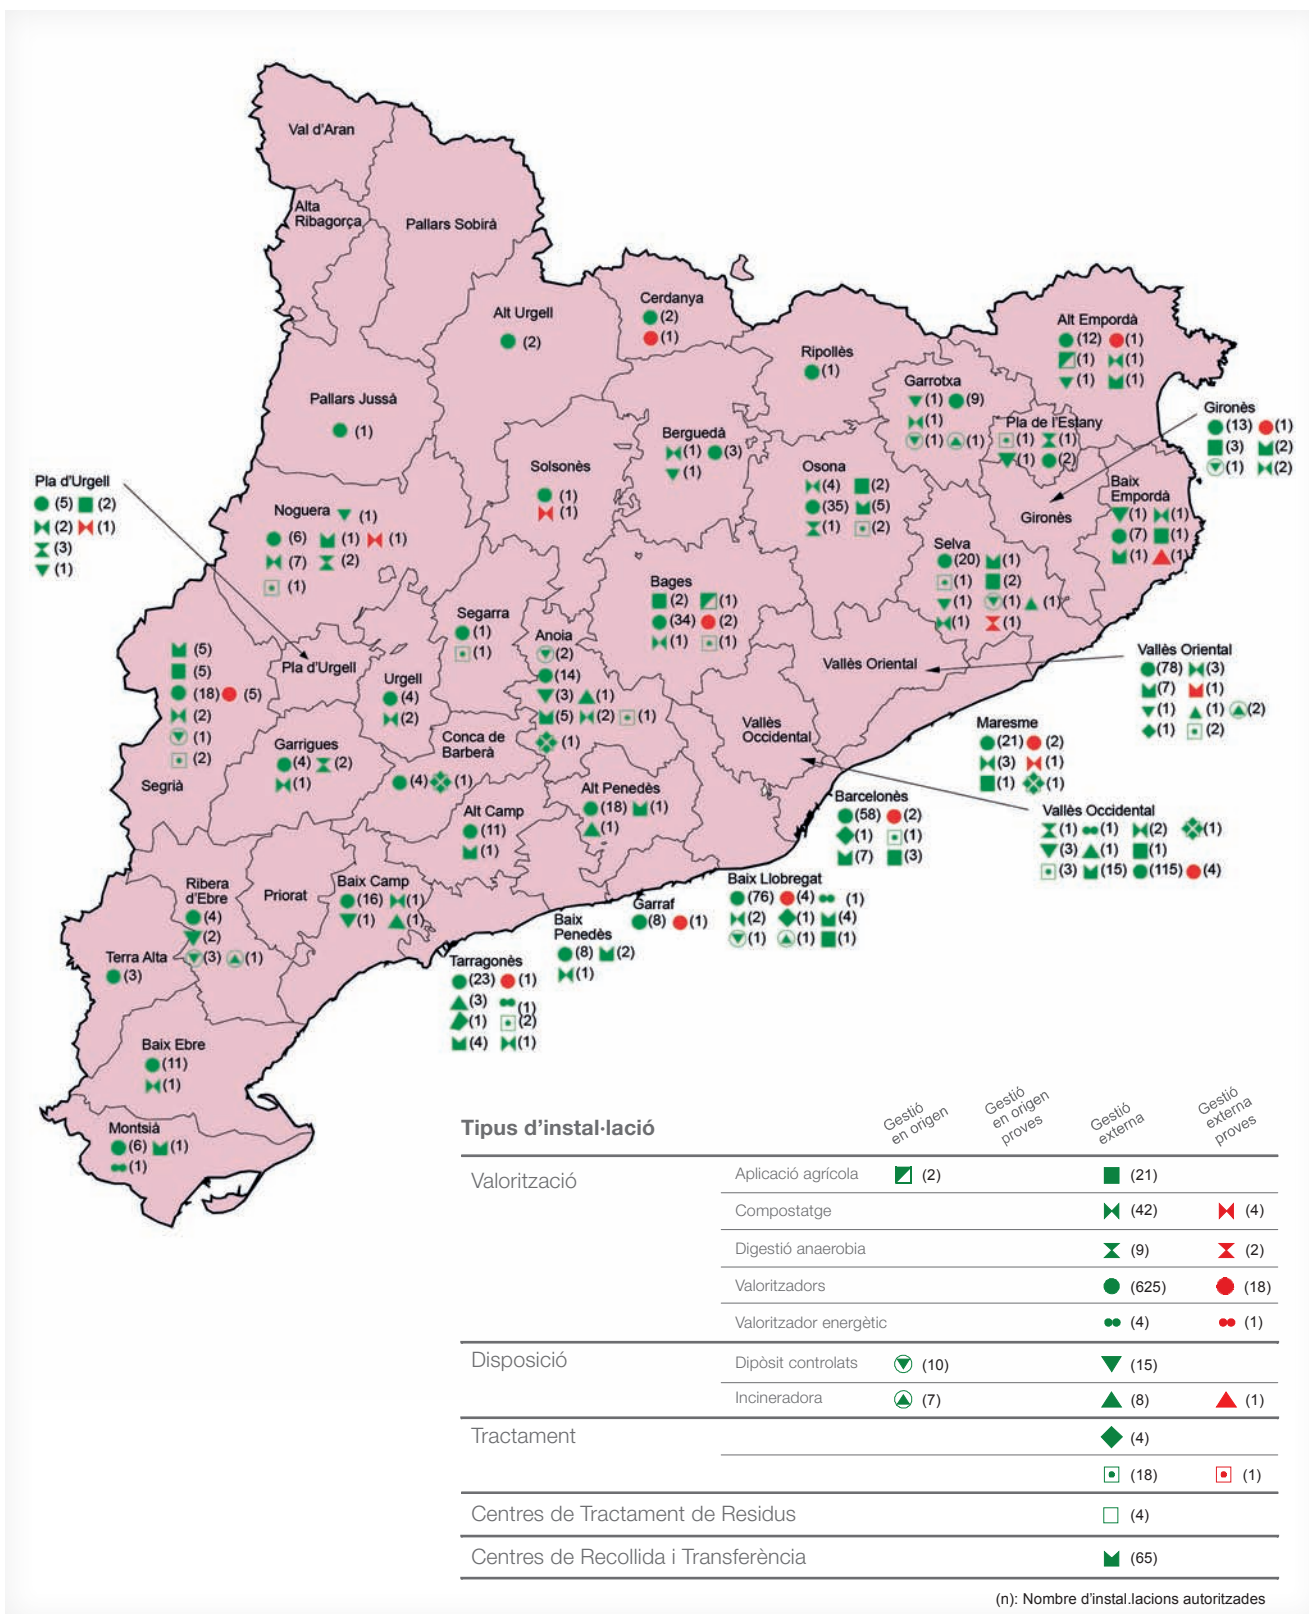 Val d'Aran
Alta
Ribagorça
Pallars Sobirà
Alt Urgell
(2)
Cerdanya
(2)
(1)
Ripollès
(1)
Alt Empordà
(12) (1)
(1) (1)
(1) (1)
Garrotxa
(1) (9)
(1)
(1) (1)
Pla de l'Estany
(1) (1)
(1) (2)
Gironès
(13) (1)
(3) (2)
(1) (2)
Pallars Jussà
(1)
Solsonès
(1)
(1)
Berguedà
(1) (3)
(1)
Osona
(4) (2)
(35) (5)
(1) (2)
Baix
Empordà
(1) (1)
(7) (1)
(1) (1)
Gironès
Pla d'Urgell
(5) (2)
(2) (1)
(3)
(1)
Noguera (1)
(6) (1) (1)
(7) (2)
(1)
Selva
(20) (1)
(1) (2)
(1) (1) (1)
(1) (1)
Bages
(2) (1)
(34) (2)
(1) (1)
Segarra
(1)
(1)
Anoia
(2)
(14)
(3) (1)
(5) (2) (1)
(1)
Vallès Oriental
Vallès Oriental
(78) (3)
(7) (1)
(1) (1) (2)
(1) (2)
(5)
(5)
(18) (5)
(2)
(1)
(2)
Segrià
Pla d'Urgell
Urgell
(4)
(2)
Garrigues
(4) (2)
(1)
Conca de
Barberà
(4) (1)
Vallès
Occidental
Maresme
(21) (2)
(3) (1)
(1) (1)
Alt Camp
(11)
(1)
Alt Penedès
(18) (1)
(1)
Barcelonès
(58) (2)
(1) (1)
(7) (3)
Vallès Occidental
(1) (1) (2) (1)
(3) (1) (1)
(3) (15) (115) (4)
Ribera
d'Ebre
(4)
(2)
(3) (1)
Priorat
Baix Camp
(16) (1)
(1) (1)
Baix Llobregat
(76) (4) (1)
(2) (1) (4)
(1) (1) (1)
Garraf
(8) (1)
Baix
Penedès
(8) (2)
(1)
Terra Alta
(3)
Tarragonès
(23) (1)
(3) (1)
(1) (2)
(4) (1)
Baix Ebre
(11)
(1)
Montsià
(6) (1)
(1)
Tipus d'instal·lació
Gestió
en origen
Gestió
en origen
proves
Gestió
externa
Gestió
externa
proves
Valorització
Aplicació agrícola (2) (21)
Compostatge (42) (4)
Digestió anaerobia (9) (2)
Valoritzadors (625) (18)
Valoritzador energètic (4) (1)
Disposició
Dipòsit controlats (10) (15)
Incineradora (7) (8) (1)
Tractament (4)
(18) (1)
Centres de Tractament de Residus (4)
Centres de Recollida i Transferència (65)
(n): Nombre d'instal.lacions autoritzades